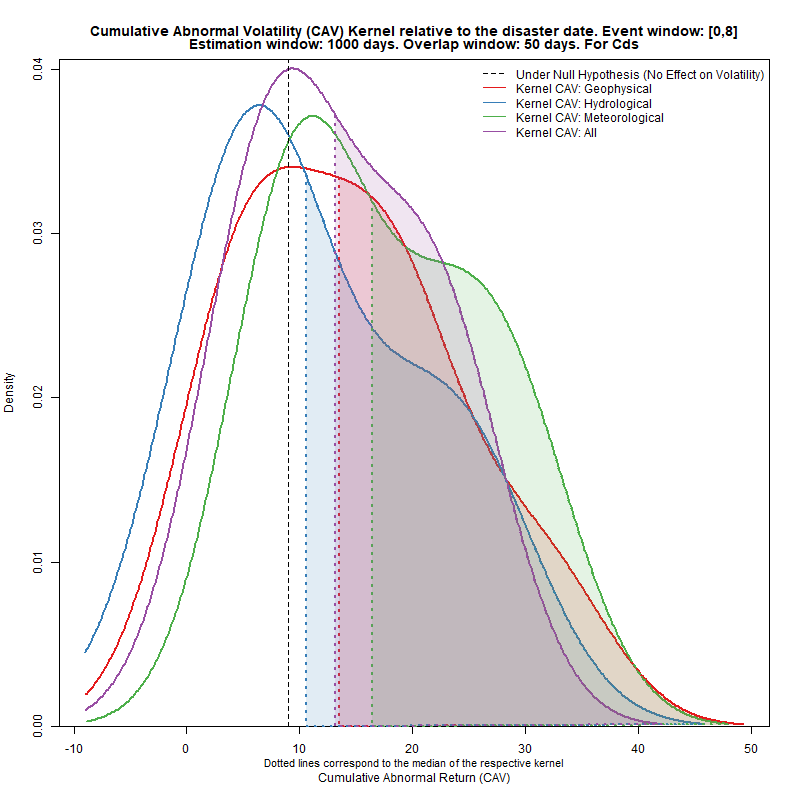 Cumulative Abnormal Volatility (CAV) Kernel relative to the disaster date. Event window: [0,8]
Estimation window: 1000 days. Overlap window: 50 days. For Cds
Under Null Hypothesis (No Effect on Volatility)
Kernel CAV: Geophysical
Kernel CAV: Hydrological
Kernel CAV: Meteorological
Kernel CAV: All
Density
0.04
0.03
0.02
0.01
0.00
-10 0 10 20 30 40 50
Dotted lines correspond to the median of the respective kernel
Cumulative Abnormal Return (CAV)